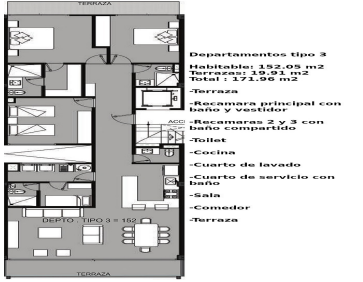 TERRAZA
Departamentos tipo 3
Habitable: 152.05 m2
Terrazas: 19.91 m2
Total : 171.96 m2
-Terraza
-Recamara principal con
baño y vestidor
-Recamaras 2 y 3 con
baño compartido
-Toilet
-Cocina
-Cuarto de lavado
-Cuarto de servicio con
baño
-Sala
-Comedor
-Terraza
ACC
DEPTO . TIPO 3 = 152
TERRAZA